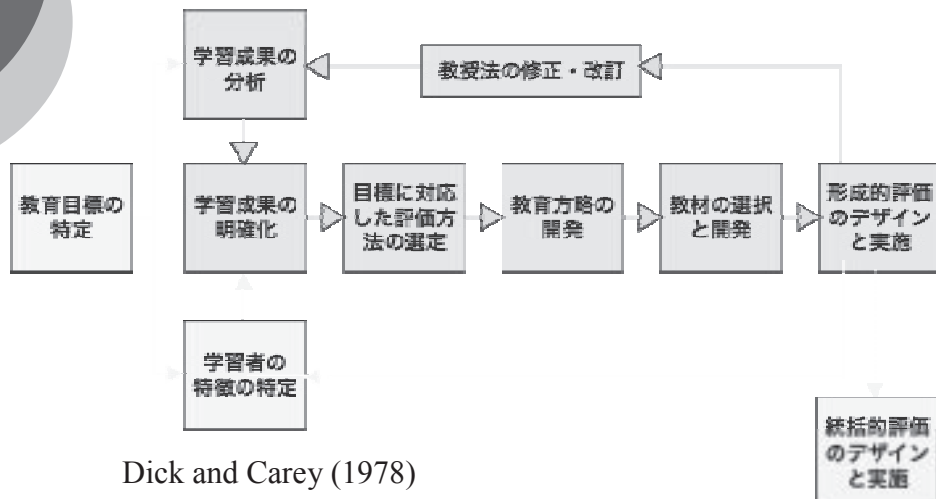 学習成果の
分析
教授法の修正・改訂
教育目標の
特定
学習成果の
明確化
目標に対応
した評価方
法の選定
教育方略の
開発
教材の選択
と開発
形成的評価
のデザイン
と実施
学習者の
特徴の特定
統括的評価
のデザイン
と実施
Dick and Carey (1978)